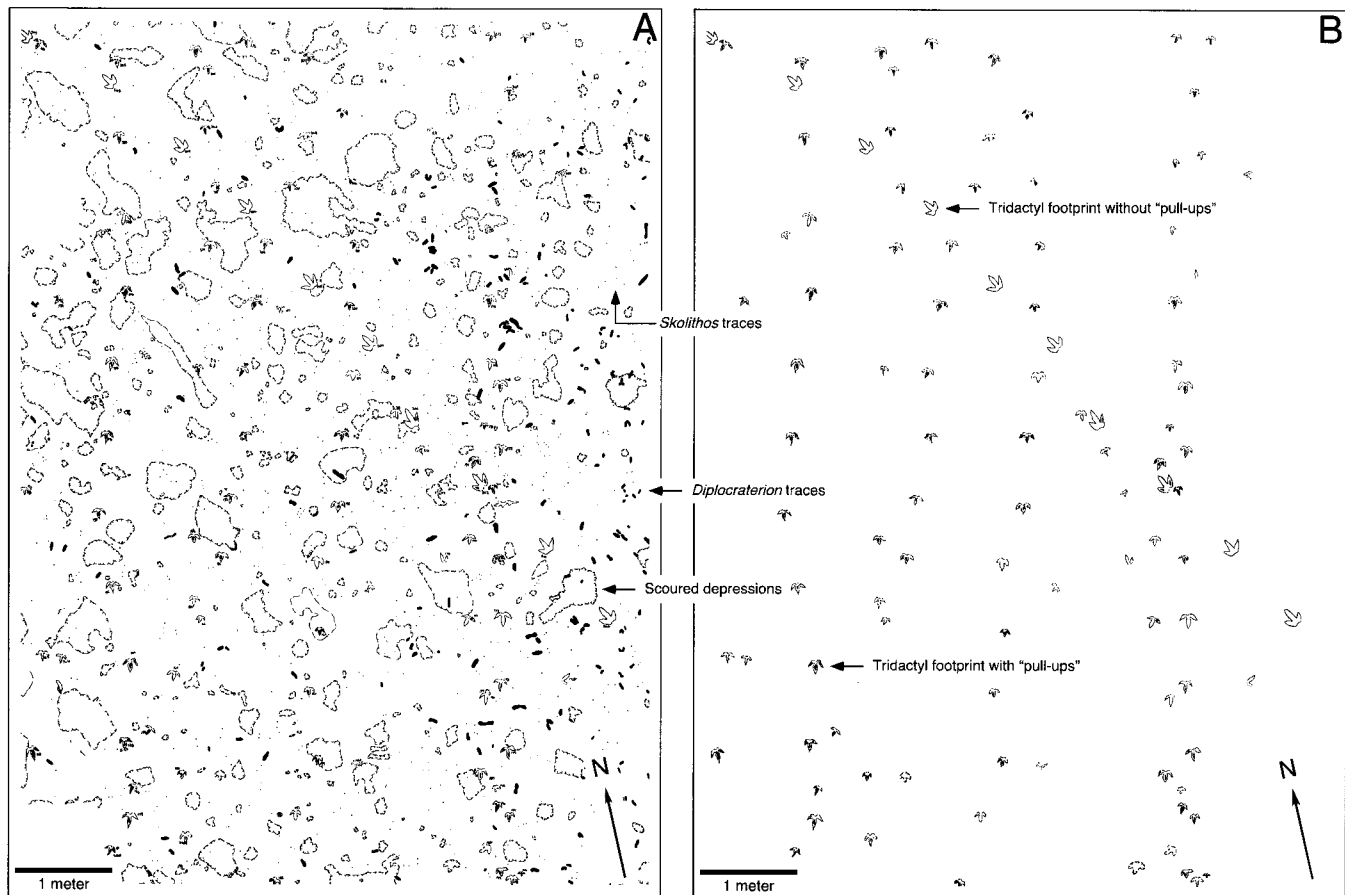 A
B
Tridactyl footprint without "pull-ups"
Skolithos traces
Diplocraterion traces
Scoured depressions
Tridactyl footprint with "pull-ups"
N
N
1 meter
1 meter